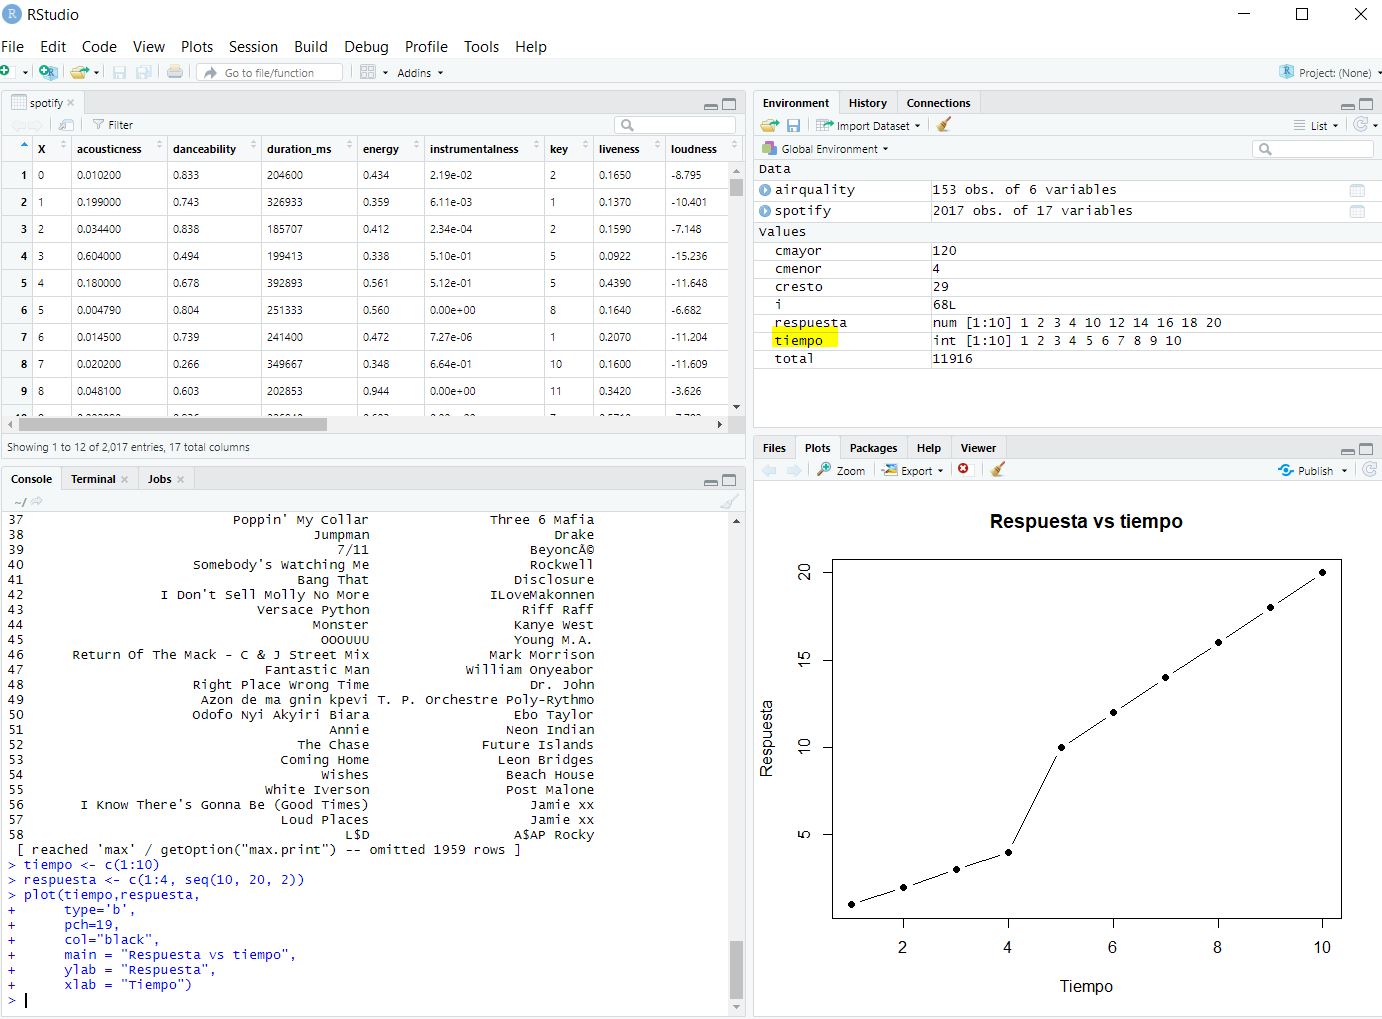 RStudio
File Edit Code View Plots Session Build Debug Profile Tools Help
Go to file/function Addins Project: (None)
spotify
Filter
X acousticness danceability duration_ms energy instrumentalness key liveness loudness
1 0 0.010200 0.833 204600 0.434 2.19e-02 2 0.1650 -8.795
2 1 0.199000 0.743 326933 0.359 6.11e-03 1 0.1370 -10.401
3 2 0.034400 0.838 185707 0.412 2.34e-04 2 0.1590 -7.148
4 3 0.604000 0.494 199413 0.338 5.10e-01 5 0.0922 -15.236
5 4 0.180000 0.678 392893 0.561 5.12e-01 5 0.4390 -11.648
6 5 0.004790 0.804 251333 0.560 0.00e+00 8 0.1640 -6.682
7 6 0.014500 0.739 241400 0.472 7.27e-06 1 0.2070 -11.204
8 7 0.020200 0.266 349667 0.348 6.64e-01 10 0.1600 -11.609
9 8 0.048100 0.603 202853 0.944 0.00e+00 11 0.3420 -3.626
Showing 1 to 12 of 2,017 entries, 17 total columns
Console Terminal Jobs
~/
37 Poppin' My Collar Three 6 Mafia
38 Jumpman Drake
39 7/11 BeyoncÃ©
40 Somebody's Watching Me Rockwell
41 Bang That Disclosure
42 I Don't Sell Molly No More ILoveMakonnen
43 Versace Python Riff Raff
44 Monster Kanye West
45 OOOUUU Young M.A.
46 Return Of The Mack - C & J Street Mix Mark Morrison
47 Fantastic Man William Onyeabor
48 Right Place Wrong Time Dr. John
49 Azon de ma gnin kpevi T. P. Orchestre Poly-Rythmo
50 Odofo Nyi Akyiri Biara Ebo Taylor
51 Annie Neon Indian
52 The Chase Future Islands
53 Coming Home Leon Bridges
54 Wishes Beach House
55 White Iverson Post Malone
56 I Know There's Gonna Be (Good Times) Jamie xx
57 Loud Places Jamie xx
58 L$D A$AP Rocky
[ reached 'max' / getOption("max.print") -- omitted 1959 rows ]
> tiempo <- c(1:10)
> respuesta <- c(1:4, seq(10, 20, 2))
> plot(tiempo,respuesta,
+ type='b',
+ pch=19,
+ col="black",
+ main = "Respuesta vs tiempo",
+ ylab = "Respuesta",
+ xlab = "Tiempo")
>
Environment History Connections
Import Dataset List
Global Environment
Data
airquality 153 obs. of 6 variables
spotify 2017 obs. of 17 variables
Values
cmayor 120
cmenor 4
cresto 29
i 68L
respuesta num [1:10] 1 2 3 4 10 12 14 16 18 20
tiempo int [1:10] 1 2 3 4 5 6 7 8 9 10
total 11916
Files Plots Packages Help Viewer
Zoom Export Publish
Respuesta vs tiempo
Respuesta
20
15
10
5
2 4 6 8 10
Tiempo